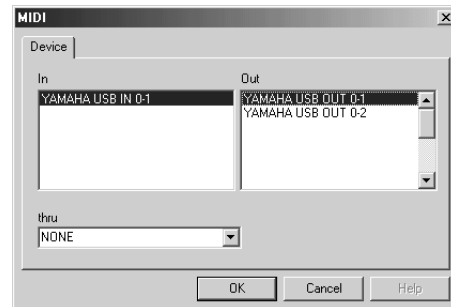 MIDI
Device
In
Out
YAMAHA USB IN 0-1
YAMAHA USB OUT 0-1
YAMAHA USB OUT 0-2
thru
NONE
OK
Cancel
Help